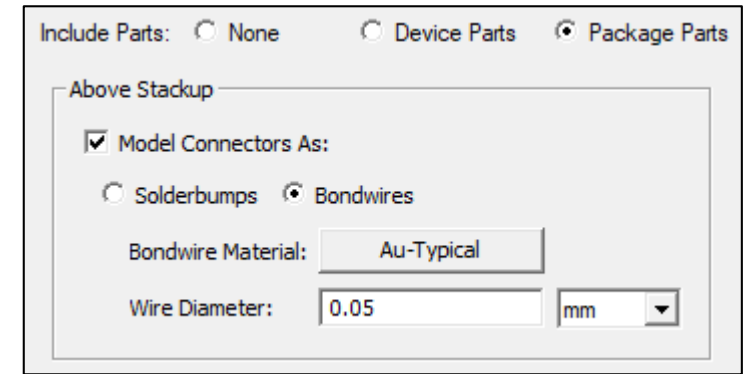 Include Parts: None Device Parts Package Parts
Above Stackup
Model Connectors As:
Solderbumps Bondwires
Bondwire Material: Au-Typical
Wire Diameter: 0.05 mm